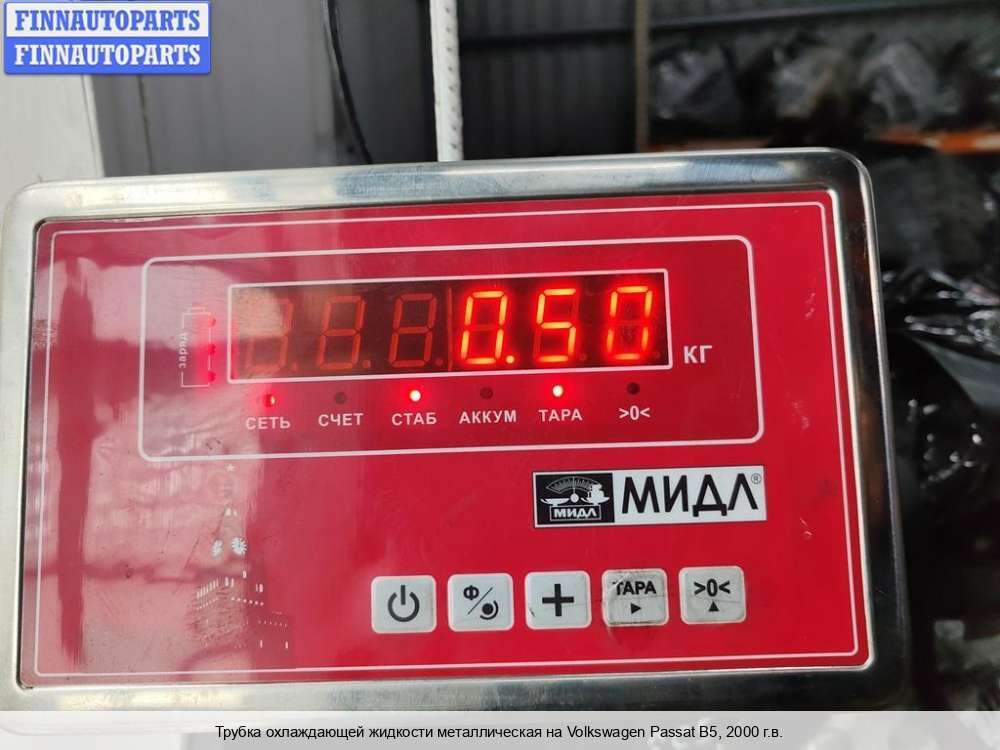 FINNAUTOPARTS
FINNAUTOPARTS
0.50
КГ
заряд
СЕТЬ СЧЕТ СТАБ АККУМ ТАРА >0<
МИДЛ МИДЛ®
Ф
ТАРА >0<
Трубка охлаждающей жидкости металлическая на Volkswagen Passat B5, 2000 г.в.